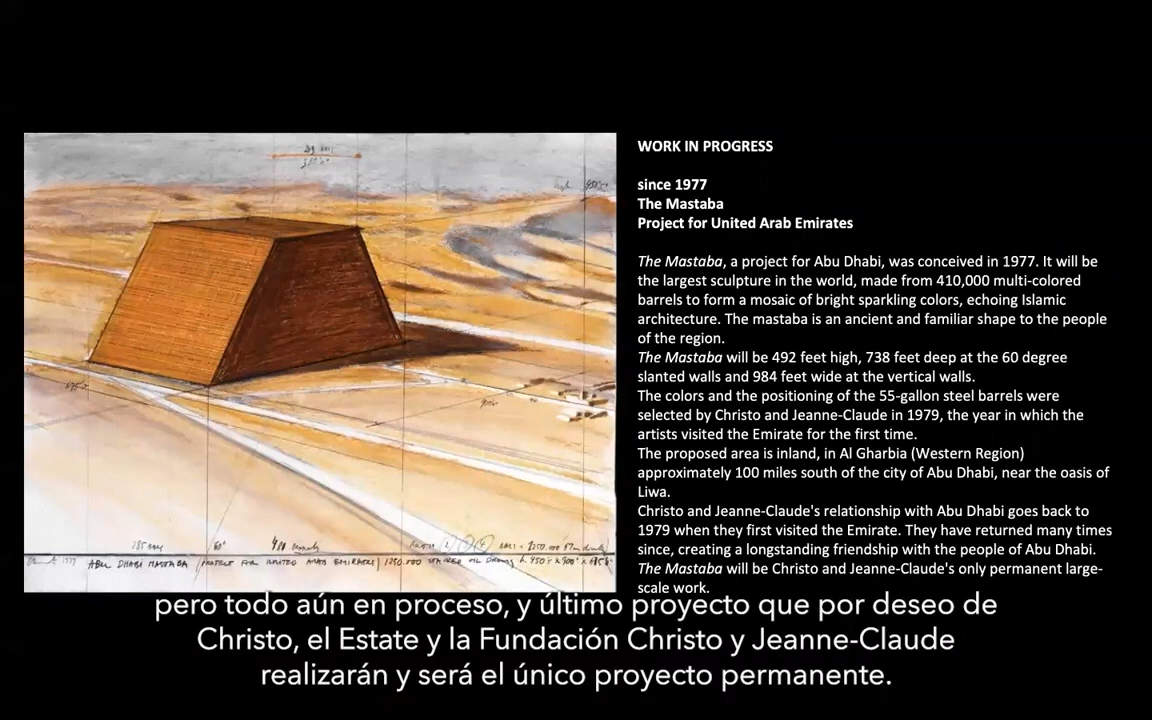 WORK IN PROGRESS
since 1977
The Mastaba
Project for United Arab Emirates
The Mastaba, a project for Abu Dhabi, was conceived in 1977. It will be
the largest sculpture in the world, made from 410,000 multi-colored
barrels to form a mosaic of bright sparkling colors, echoing Islamic
architecture. The mastaba is an ancient and familiar shape to the people
of the region.
The Mastaba will be 492 feet high, 738 feet deep at the 60 degree
slanted walls and 984 feet wide at the vertical walls.
The colors and the positioning of the 55-gallon steel barrels were
selected by Christo and Jeanne-Claude in 1979, the year in which the
artists visited the Emirate for the first time.
The proposed area is inland, in Al Gharbia (Western Region)
approximately 100 miles south of the city of Abu Dhabi, near the oasis of
Liwa.
Christo and Jeanne-Claude's relationship with Abu Dhabi goes back to
1979 when they first visited the Emirate. They have returned many times
since, creating a longstanding friendship with the people of Abu Dhabi.
The Mastaba will be Christo and Jeanne-Claude's only permanent large-
scale work.
ABU DHABI MASTABA (PROJECT FOR UNITED ARAB EMIRATES)
pero todo aún en proceso, y último proyecto que por deseo de
Christo, el Estate y la Fundación Christo y Jeanne-Claude
realizarán y será el único proyecto permanente.